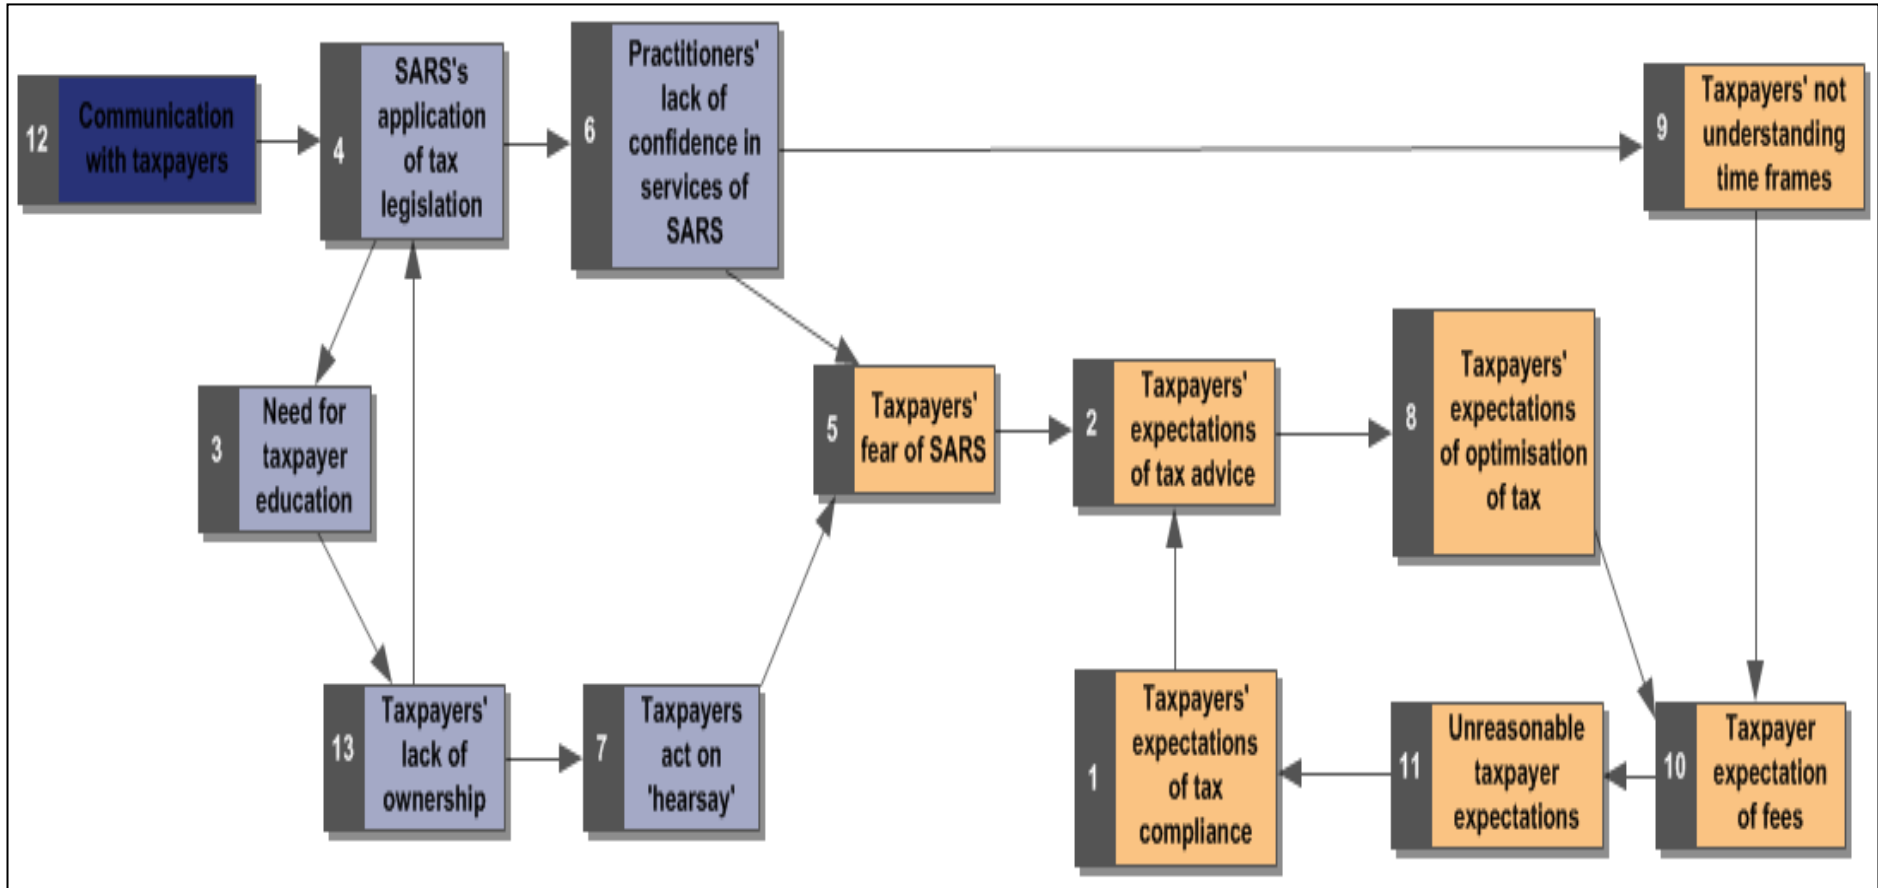 12
Communication
with taxpayers
4
SARS's
application
of tax
legislation
6
Practitioners'
lack of
confidence in
services of
SARS
9
Taxpayers' not
understanding
time frames
3
Need for
taxpayer
education
5
Taxpayers'
fear of SARS
2
Taxpayers'
expectations
of tax advice
8
Taxpayers'
expectations
of optimisation
of tax
13
Taxpayers'
lack of
ownership
7
Taxpayers
act on
'hearsay'
1
Taxpayers'
expectations
of tax
compliance
11
Unreasonable
taxpayer
expectations
10
Taxpayer
expectation
of fees